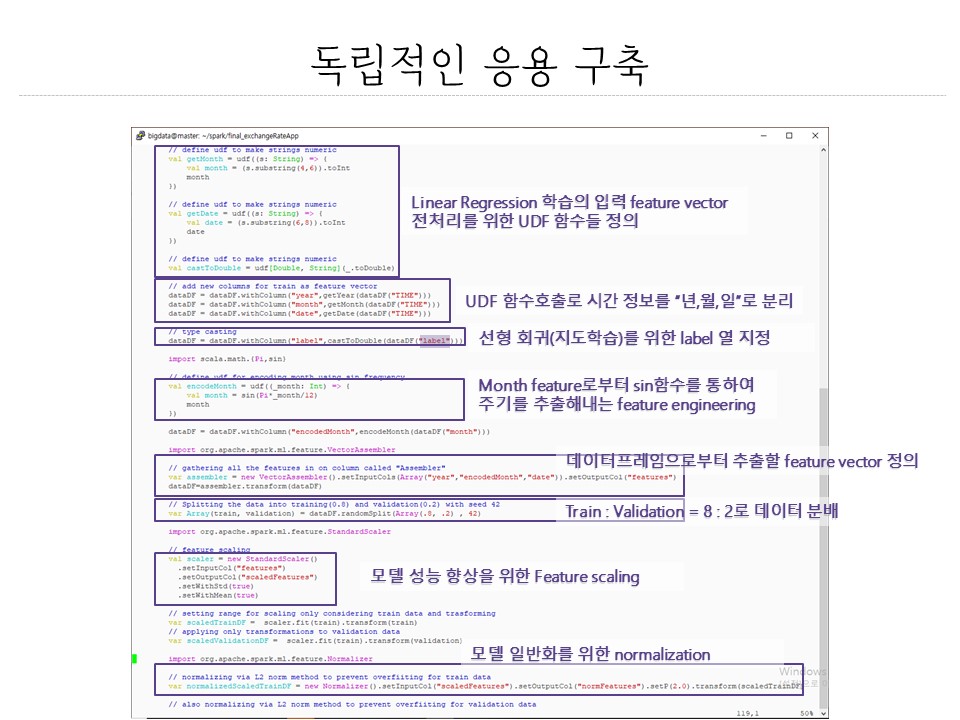 독립적인 응용 구축
bigdata@master: ~/spark/final_exchangeRateApp
// define udf to make strings numeric
val getMonth = udf((s: String) => {
val month = (s.substring(4,6)).toInt
month
})
// define udf to make strings numeric
val getDate = udf((s: String) => {
val date = (s.substring(6,8)).toInt
date
})
// define udf to make strings numeric
val castToDouble = udf[Double, String](_.toDouble)
Linear Regression 학습의 입력 feature vector
전처리를 위한 UDF 함수들 정의
// add new columns for train as feature vector
dataDF = dataDF.withColumn("year",getYear(dataDF("TIME")))
dataDF = dataDF.withColumn("month",getMonth(dataDF("TIME")))
dataDF = dataDF.withColumn("date",getDate(dataDF("TIME")))
UDF 함수호출로 시간 정보를 "년,월,일"로 분리
// type casting
dataDF = dataDF.withColumn("label",castToDouble(dataDF("label")))
선형 회귀(지도학습)를 위한 label 열 지정
import scala.math.{Pi,sin}
// define udf for encoding month using sin frequency
val encodeMonth = udf((_month: Int) => {
val month = sin(Pi*_month/12)
month
})
Month feature로부터 sin함수를 통하여
주기를 추출해내는 feature engineering
dataDF = dataDF.withColumn("encodedMonth",encodeMonth(dataDF("month")))
import org.apache.spark.ml.feature.VectorAssembler
// gathering all the features in on column called "Assembler"
var assembler = new VectorAssembler().setInputCols(Array("year","encodedMonth","date")).setOutputCol("features")
dataDF=assembler.transform(dataDF)
데이터프레임으로부터 추출할 feature vector 정의
// Splitting the data into training(0.8) and validation(0.2) with seed 42
var Array(train, validation) = dataDF.randomSplit(Array(.8, .2) , 42)
Train : Validation = 8 : 2로 데이터 분배
import org.apache.spark.ml.feature.StandardScaler
// feature scaling
val scaler = new StandardScaler()
.setInputCol("features")
.setOutputCol("scaledFeatures")
.setWithStd(true)
.setWithMean(true)
모델 성능 향상을 위한 Feature scaling
// setting range for scaling only considering train data and trasforming
var scaledTrainDF = scaler.fit(train).transform(train)
// applying only transformations to validation data
var scaledValidationDF = scaler.fit(train).transform(validation)
모델 일반화를 위한 normalization
import org.apache.spark.ml.feature.Normalizer
// normalizing via L2 norm method to prevent overfiiting for train data
var normalizedScaledTrainDF = new Normalizer().setInputCol("scaledFeatures").setOutputCol("normFeatures").setP(2.0).transform(scaledTrainDF)
// also normalizing via L2 norm method to prevent overfiiting for validation data
Windows
119,1 50%